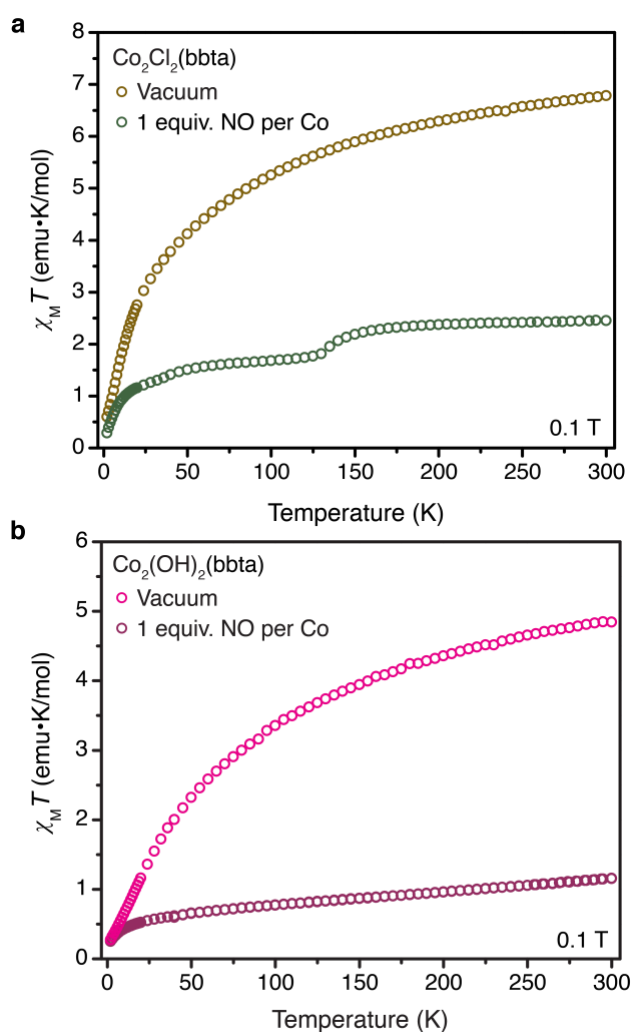 a
8
7
6
5
4
3
2
1
0
χ_M T (emu•K/mol)
Co₂Cl₂(bbta)
Vacuum
1 equiv. NO per Co
0.1 T
0 50 100 150 200 250 300
Temperature (K)
b
6
5
4
3
2
1
0
χ_M T (emu•K/mol)
Co₂(OH)₂(bbta)
Vacuum
1 equiv. NO per Co
0.1 T
0 50 100 150 200 250 300
Temperature (K)